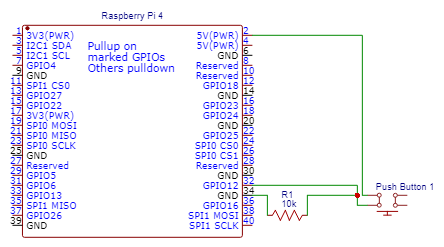 Raspberry Pi 4
1 3V3(PWR) 5V(PWR) 2
3 I2C1 SDA 5V(PWR) 4
5 I2C1 SCL GND 6
7 GPIO4 Reserved 8
9 GND Reserved 10
11 SPI1 CS0 GPIO18 12
13 GPIO27 GND 14
15 GPIO22 GPIO23 16
17 3V3(PWR) GPIO24 18
19 SPI0 MOSI GND 20
21 SPI0 MISO GPIO25 22
23 SPI0 SCLK SPI0 CS0 24
25 GND SPI0 CS1 26
27 Reserved Reserved 28
29 GPIO5 GND 30
31 GPIO6 GPIO12 32
33 GPIO13 GND 34
35 SPI1 MISO GPIO16 36
37 GPIO26 SPI1 MOSI 38
39 GND SPI1 SCLK 40
Pullup on
marked GPIOs
Others pulldown
R1
10k
Push Button 1